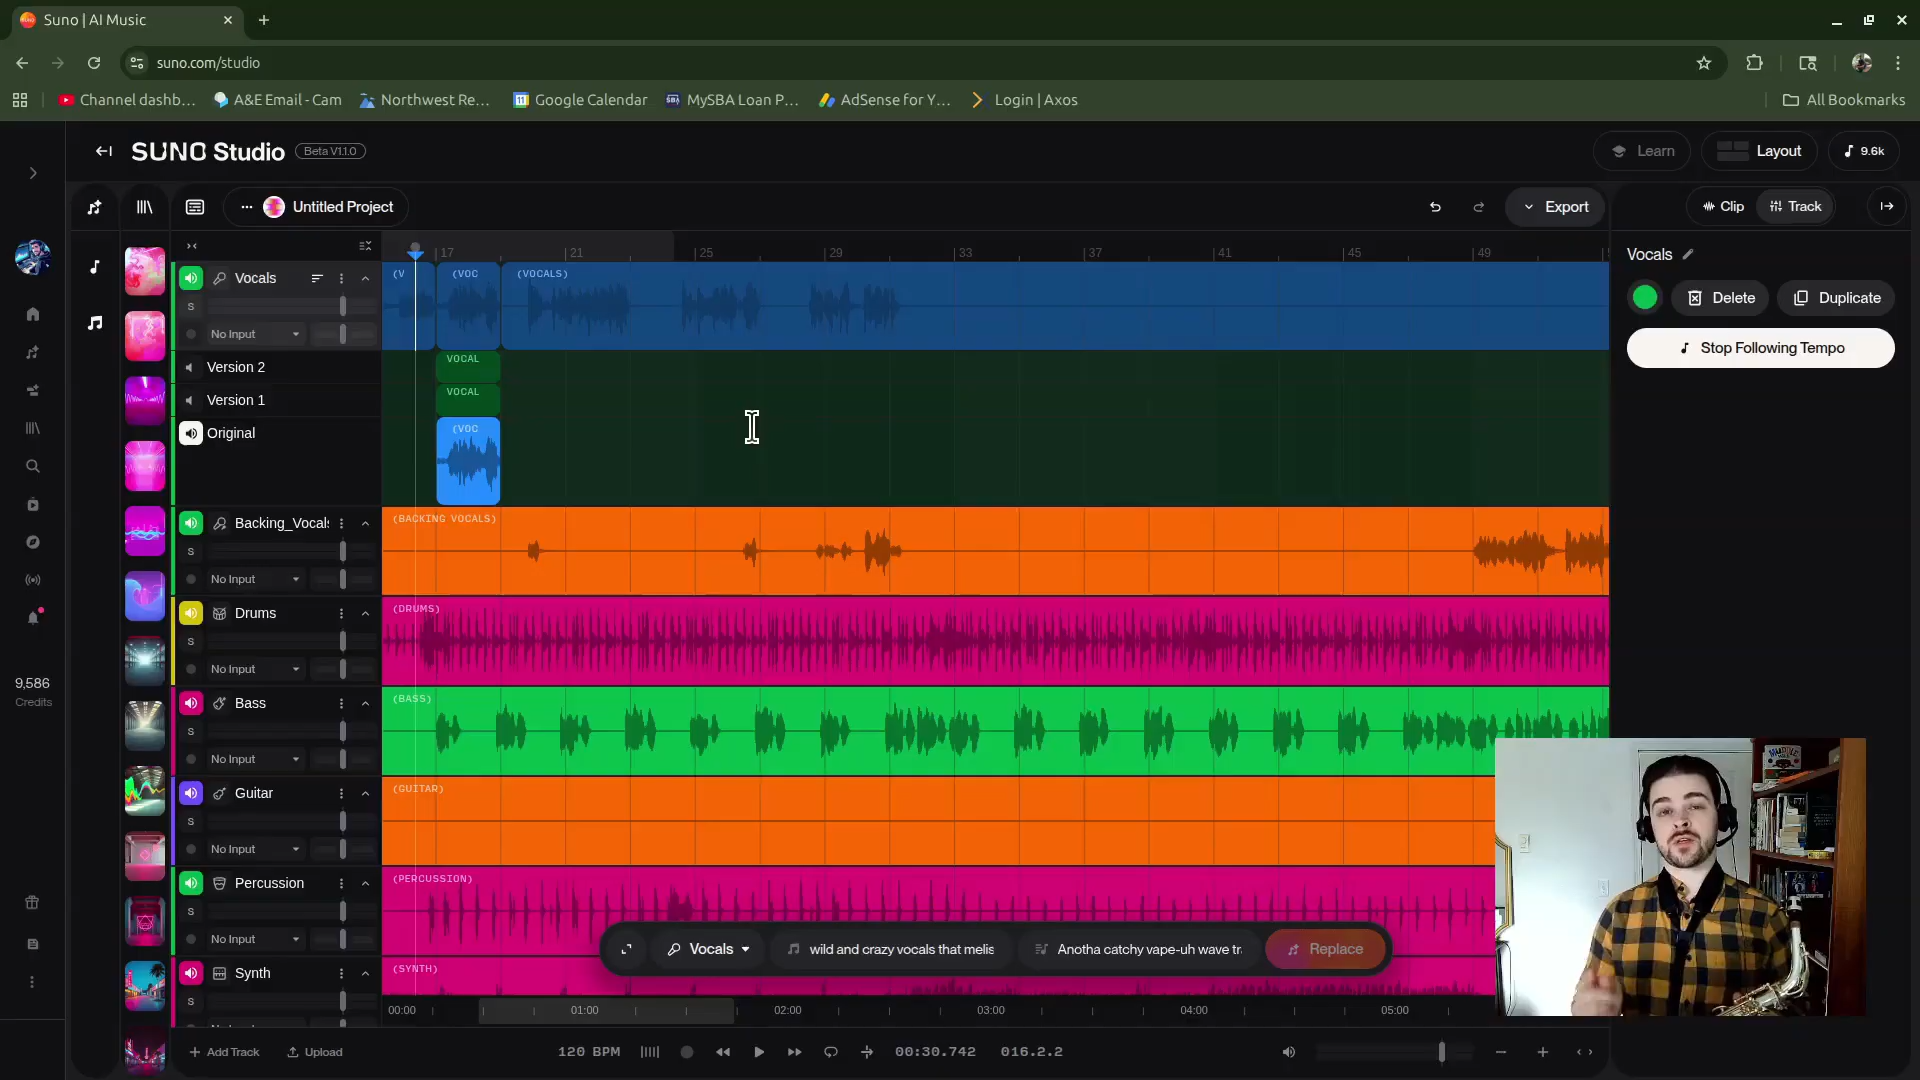 Suno | AI Music
suno.com/studio
Channel dashb...
A&E Email - Cam
Northwest Re...
Google Calendar
MySBA Loan P...
AdSense for Y...
Login | Axos
All Bookmarks
SUNO Studio
Beta V1.1.0
Learn
Layout
9.6k
Untitled Project
Export
Clip
Track
17 21 25 29 33 37 41 45 49
Vocals
Delete
Duplicate
Stop Following Tempo
Vocals
S
No Input
(V
(VOC
(VOCALS)
Version 2
VOCAL
Version 1
VOCAL
Original
(VOC
Backing_Vocals
S
No Input
(BACKING VOCALS)
Drums
S
No Input
(DRUMS)
Bass
S
No Input
(BASS)
Guitar
S
No Input
(GUITAR)
Percussion
S
No Input
(PERCUSSION)
Synth
S
(SYNTH)
9,586
Credits
Vocals
wild and crazy vocals that melis
Anotha catchy vape-uh wave tr
Replace
00:00 01:00 02:00 03:00 04:00 05:00
Add Track
Upload
120 BPM
00:30.742
016.2.2